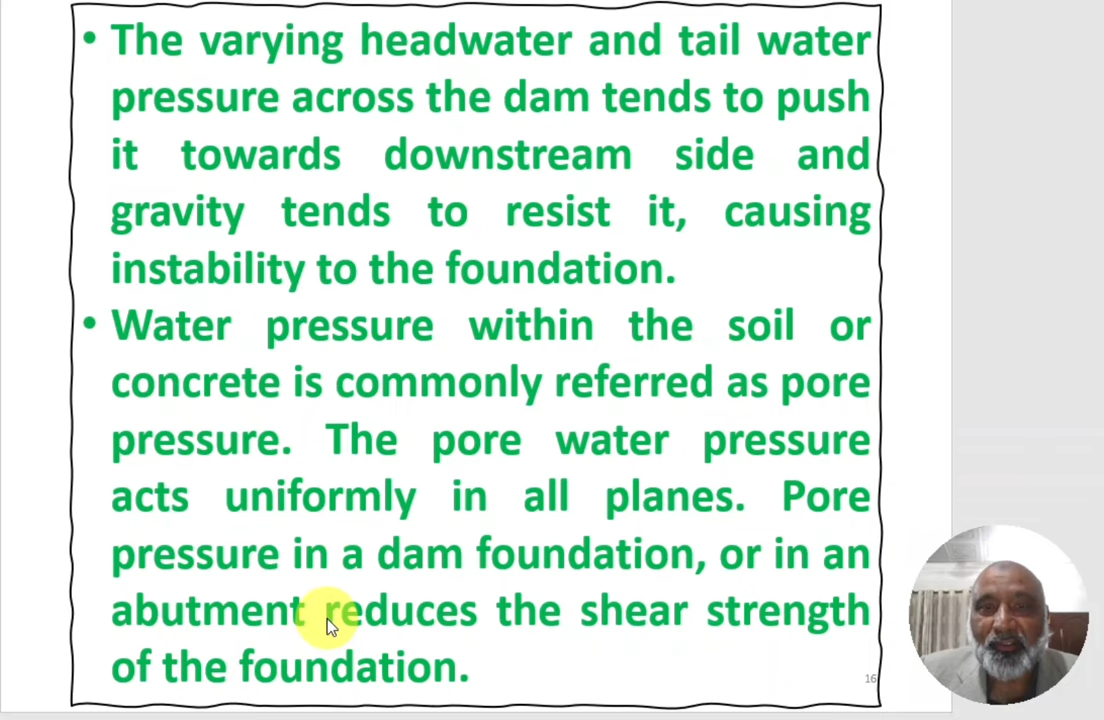 • The varying headwater and tail water
pressure across the dam tends to push
it towards downstream side and
gravity tends to resist it, causing
instability to the foundation.
• Water pressure within the soil or
concrete is commonly referred as pore
pressure. The pore water pressure
acts uniformly in all planes. Pore
pressure in a dam foundation, or in an
abutment reduces the shear strength
of the foundation.
16